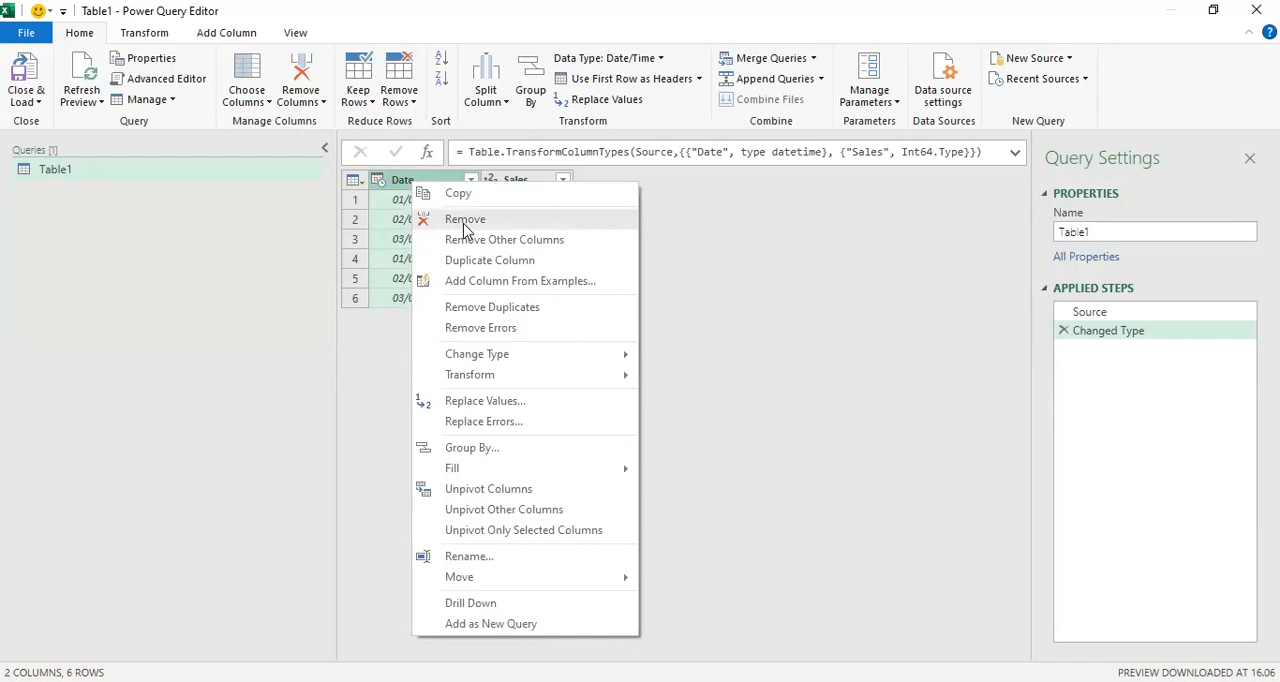 Table1 - Power Query Editor
File
Home
Transform
Add Column
View
Close &
Load
Close
Refresh
Preview
Properties
Advanced Editor
Manage
Query
Choose
Columns
Remove
Columns
Manage Columns
Keep
Rows
Remove
Rows
Reduce Rows
Sort
Split
Column
Group
By
Data Type: Date/Time
Use First Row as Headers
Replace Values
Transform
Merge Queries
Append Queries
Combine Files
Combine
Manage
Parameters
Parameters
Data source
settings
Data Sources
New Source
Recent Sources
New Query
Queries [1]
Table1
= Table.TransformColumnTypes(Source,{{"Date", type datetime}, {"Sales", Int64.Type}})
Date
Sales
1
2
3
4
5
6
Copy
Remove
Remove Other Columns
Duplicate Column
Add Column From Examples...
Remove Duplicates
Remove Errors
Change Type
Transform
Replace Values...
Replace Errors...
Group By...
Fill
Unpivot Columns
Unpivot Other Columns
Unpivot Only Selected Columns
Rename...
Move
Drill Down
Add as New Query
Query Settings
PROPERTIES
Name
Table1
All Properties
APPLIED STEPS
Source
Changed Type
2 COLUMNS, 6 ROWS
PREVIEW DOWNLOADED AT 16.06